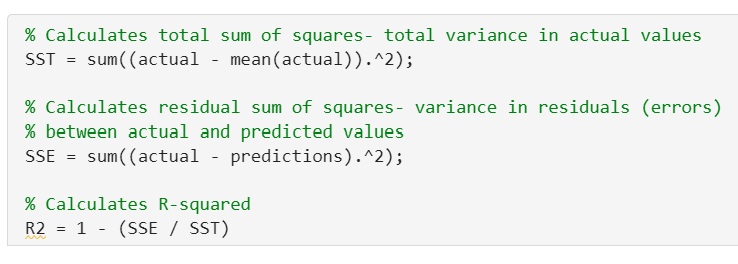 % Calculates total sum of squares- total variance in actual values
SST = sum((actual - mean(actual)).^2);
% Calculates residual sum of squares- variance in residuals (errors)
% between actual and predicted values
SSE = sum((actual - predictions).^2);
% Calculates R-squared
R2 = 1 - (SSE / SST)